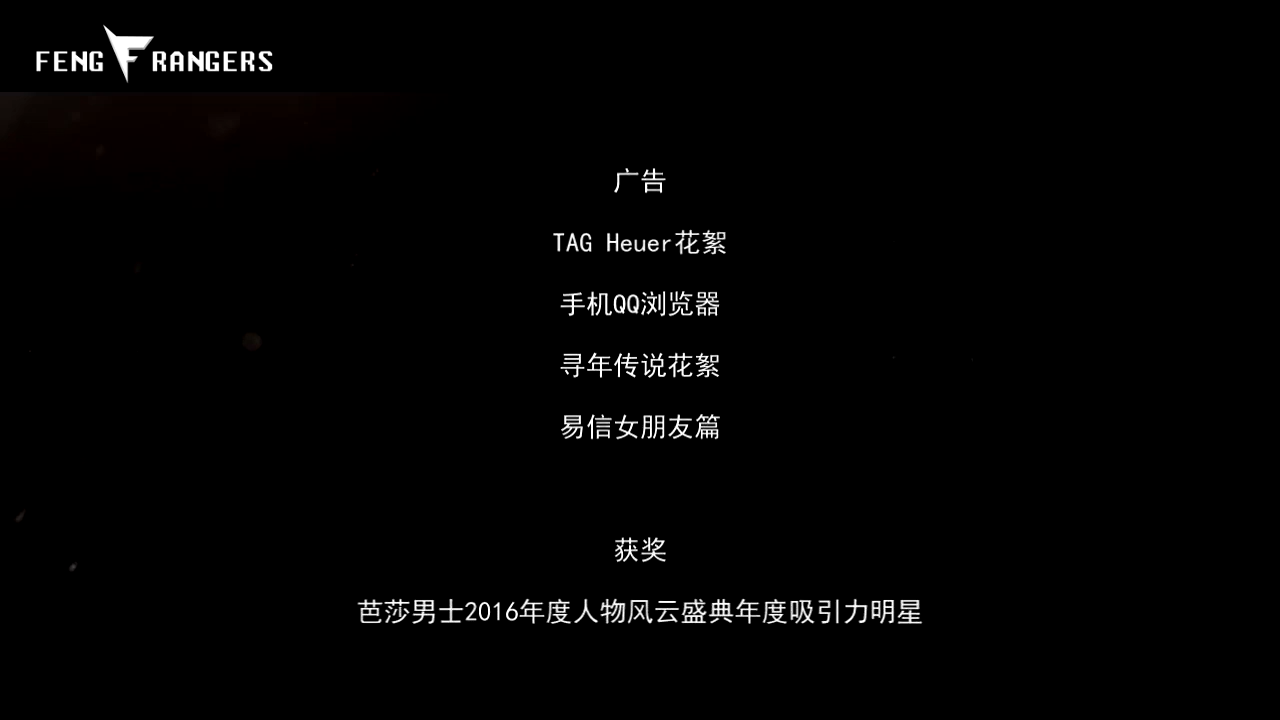 FENG RANGERS
广告
TAG Heuer花絮
手机QQ浏览器
寻年传说花絮
易信女朋友篇
获奖
芭莎男士2016年度人物风云盛典年度吸引力明星